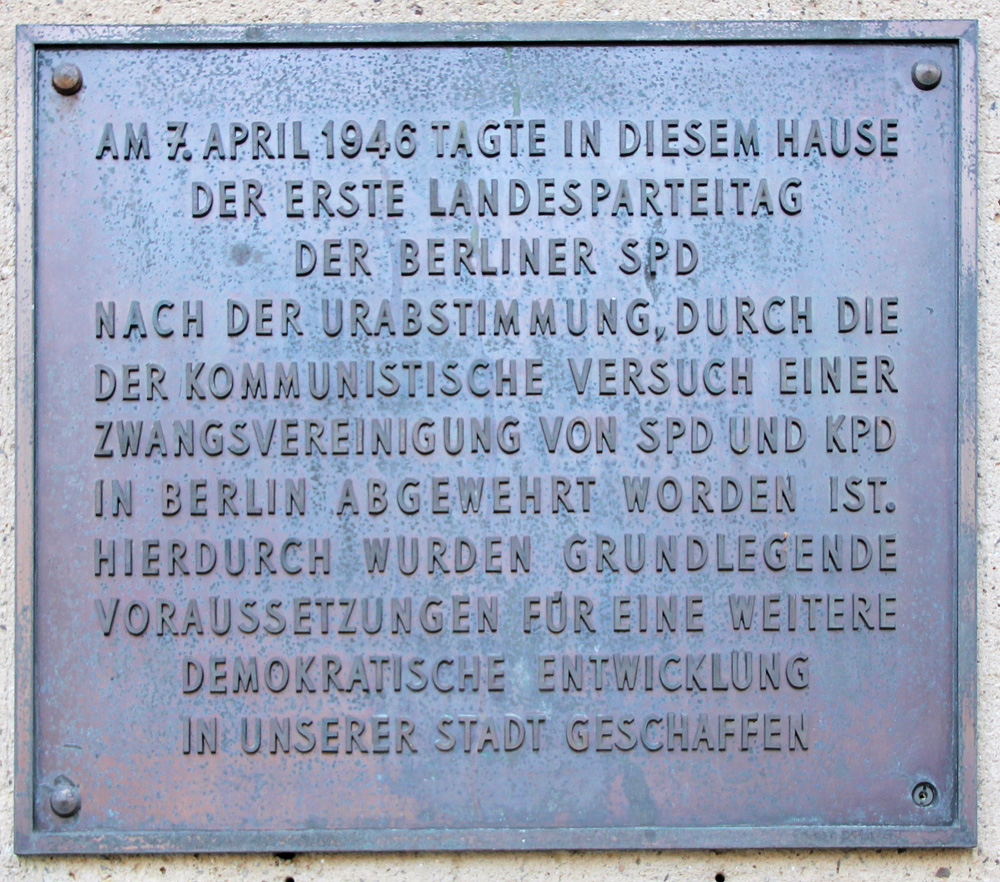 AM 7. APRIL 1946 TAGTE IN DIESEM HAUSE
DER ERSTE LANDESPARTEITAG
DER BERLINER SPD
NACH DER URABSTIMMUNG, DURCH DIE
DER KOMMUNISTISCHE VERSUCH EINER
ZWANGSVEREINIGUNG VON SPD UND KPD
IN BERLIN ABGEWEHRT WORDEN IST.
HIERDURCH WURDEN GRUNDLEGENDE
VORAUSSETZUNGEN FÜR EINE WEITERE
DEMOKRATISCHE ENTWICKLÜNG
IN UNSERER STADT GESCHAFFEN